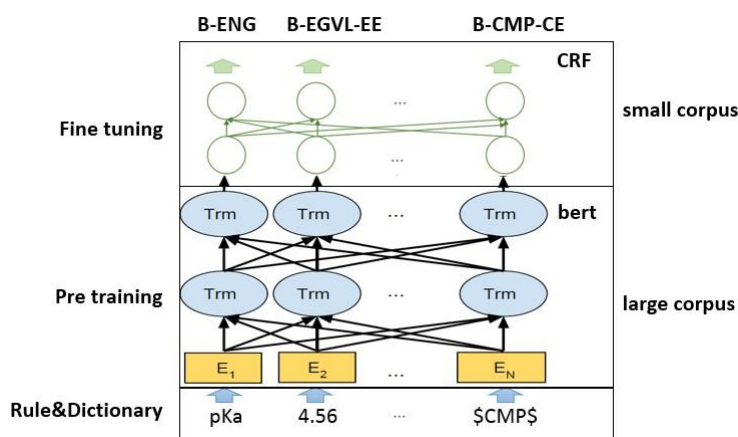 B-ENG B-EGVL-EE B-CMP-CE
CRF
...
Fine tuning small corpus
...
Trm Trm ... Trm bert
Pre training Trm Trm ... Trm large corpus
E1 E2 ... EN
Rule&Dictionary pKa 4.56 ... $CMP$